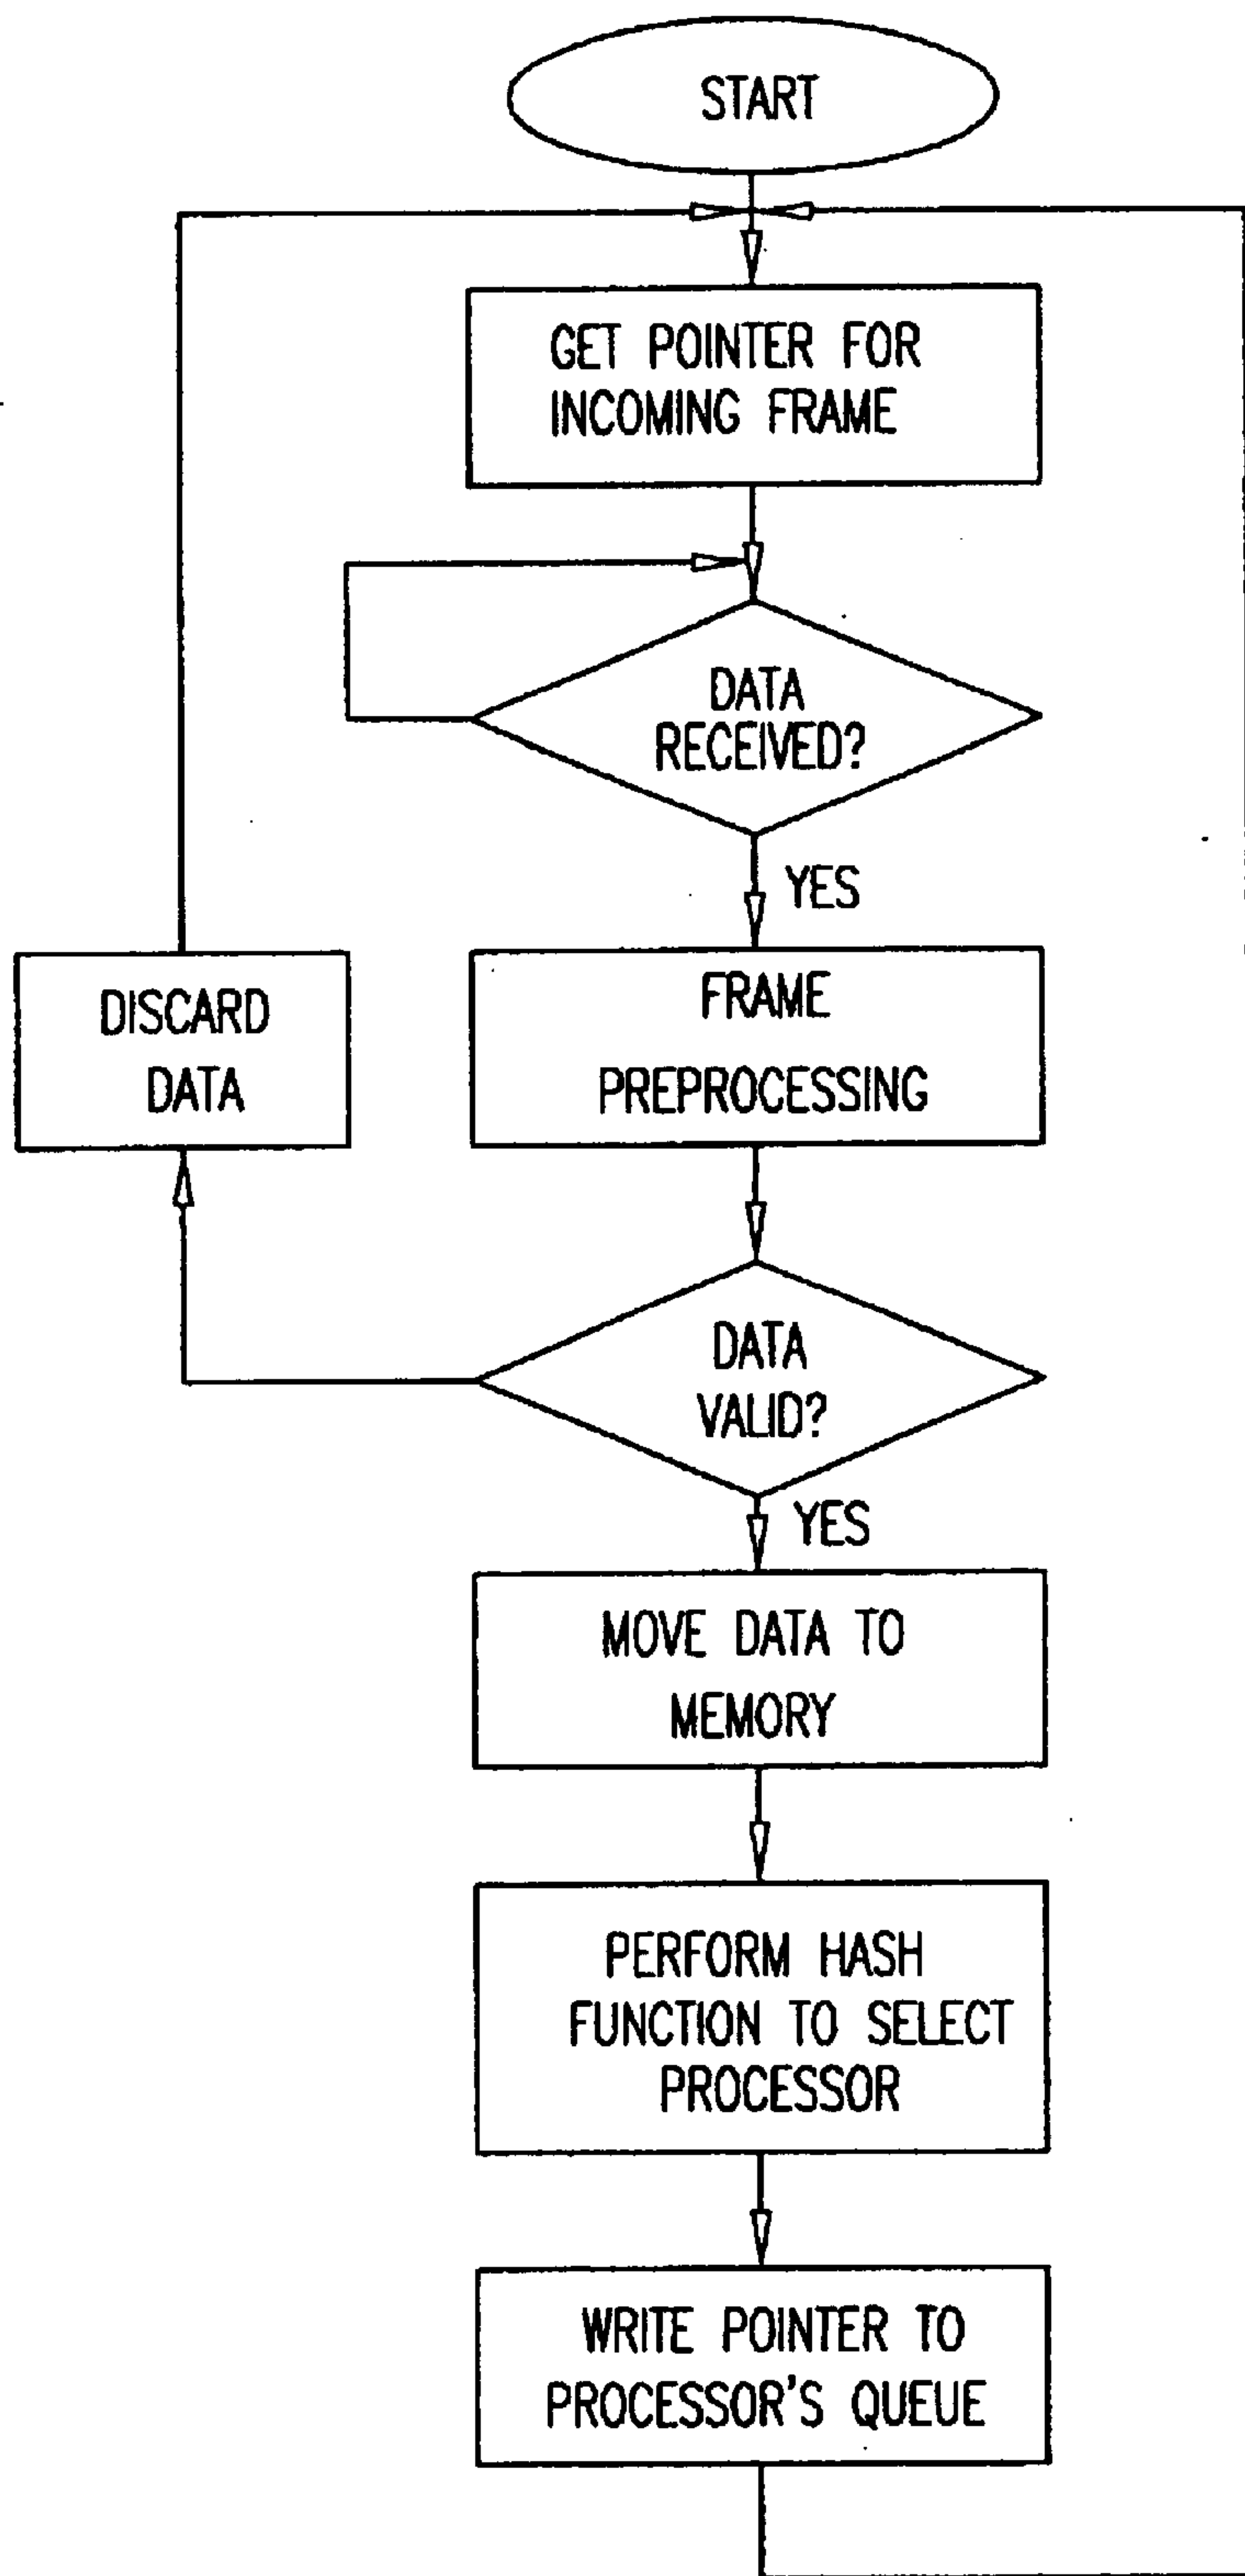 START
GET POINTER FOR
INCOMING FRAME
DATA
RECEIVED?
YES
DISCARD
DATA
FRAME
PREPROCESSING
DATA
VALID?
YES
MOVE DATA TO
MEMORY
PERFORM HASH
FUNCTION TO SELECT
PROCESSOR
WRITE POINTER TO
PROCESSOR'S QUEUE